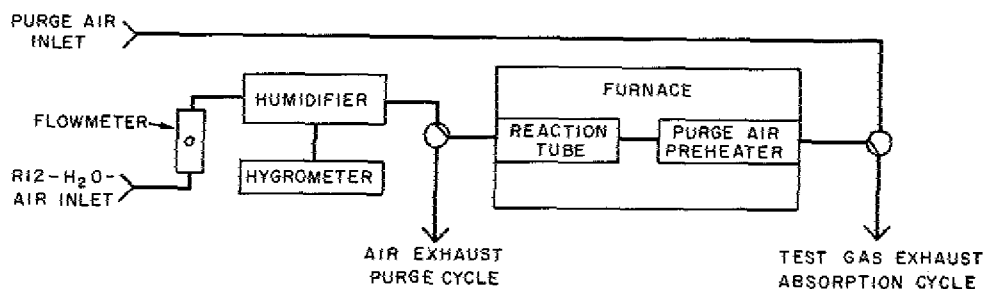 PURGE AIR
INLET
FURNACE
HUMIDIFIER
FLOWMETER
REACTION
TUBE
PURGE AIR
PREHEATER
HYGROMETER
R12-H2O-
AIR INLET
AIR EXHAUST
PURGE CYCLE
TEST GAS EXHAUST
ABSORPTION CYCLE